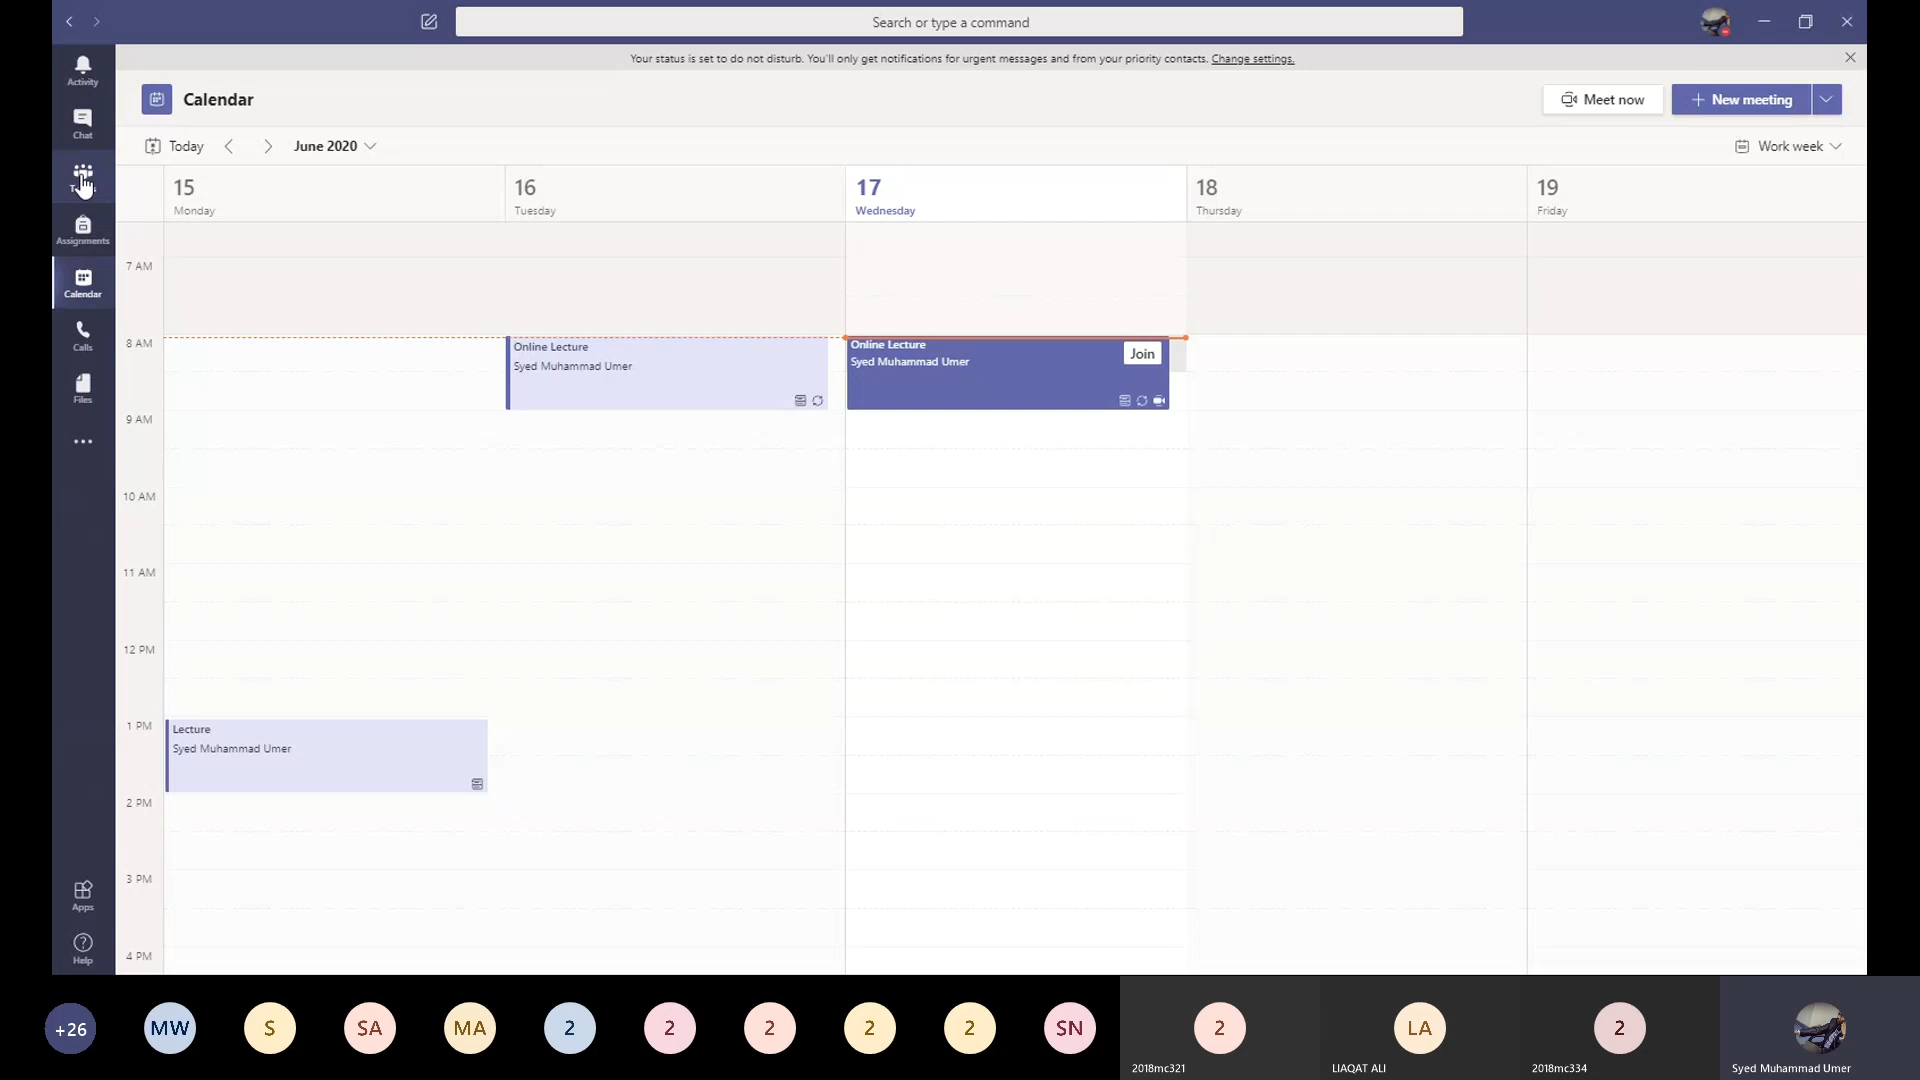 Search or type a command
Your status is set to do not disturb. You'll only get notifications for urgent messages and from your priority contacts. Change settings.
Activity
Chat
Assignments
Calendar
Calls
Files
Apps
Help
Calendar
Meet now
New meeting
Today
June 2020
Work week
15
Monday
16
Tuesday
17
Wednesday
18
Thursday
19
Friday
7 AM
8 AM
9 AM
10 AM
11 AM
12 PM
1 PM
2 PM
3 PM
4 PM
Online Lecture
Syed Muhammad Umer
Online Lecture
Syed Muhammad Umer
Join
Lecture
Syed Muhammad Umer
+26
MW
S
SA
MA
2
2
2
2
2
SN
2
2018mc321
LA
LIAQAT ALI
2
2018mc334
Syed Muhammad Umer